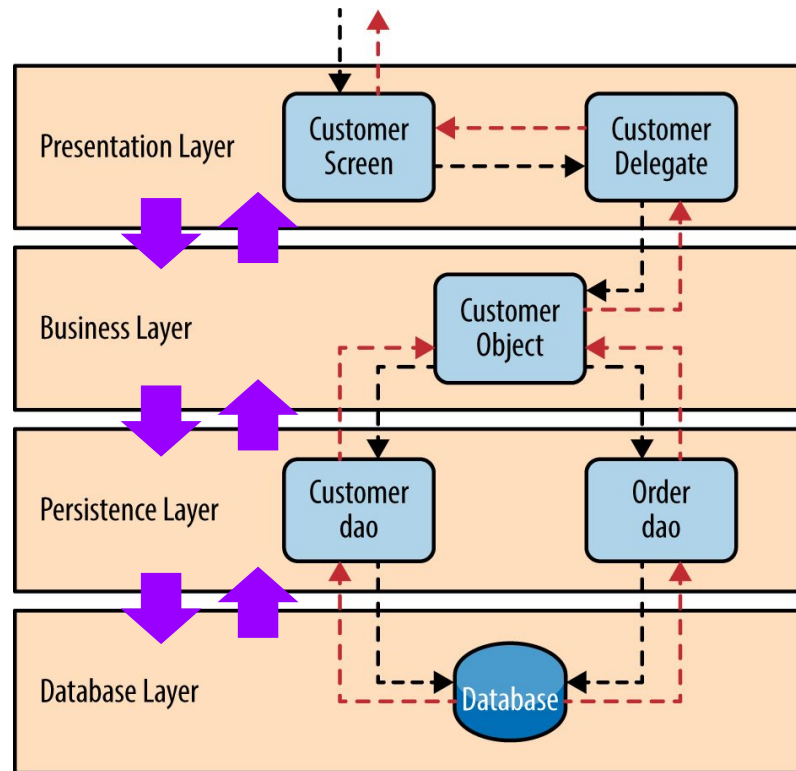 Presentation Layer
Customer
Screen
Customer
Delegate
Business Layer
Customer
Object
Persistence Layer
Customer
dao
Order
dao
Database Layer
Database